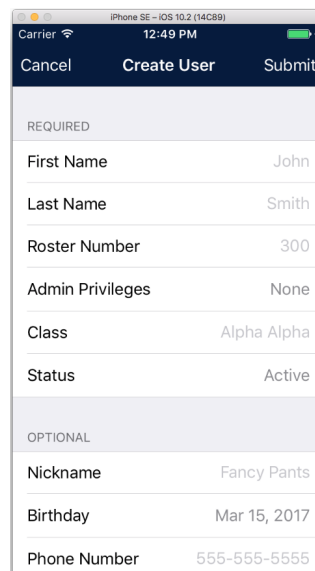 iPhone SE – iOS 10.2 (14C89)
Carrier 12:49 PM
Cancel Create User Submit
REQUIRED
First Name John
Last Name Smith
Roster Number 300
Admin Privileges None
Class Alpha Alpha
Status Active
OPTIONAL
Nickname Fancy Pants
Birthday Mar 15, 2017
Phone Number 555-555-5555